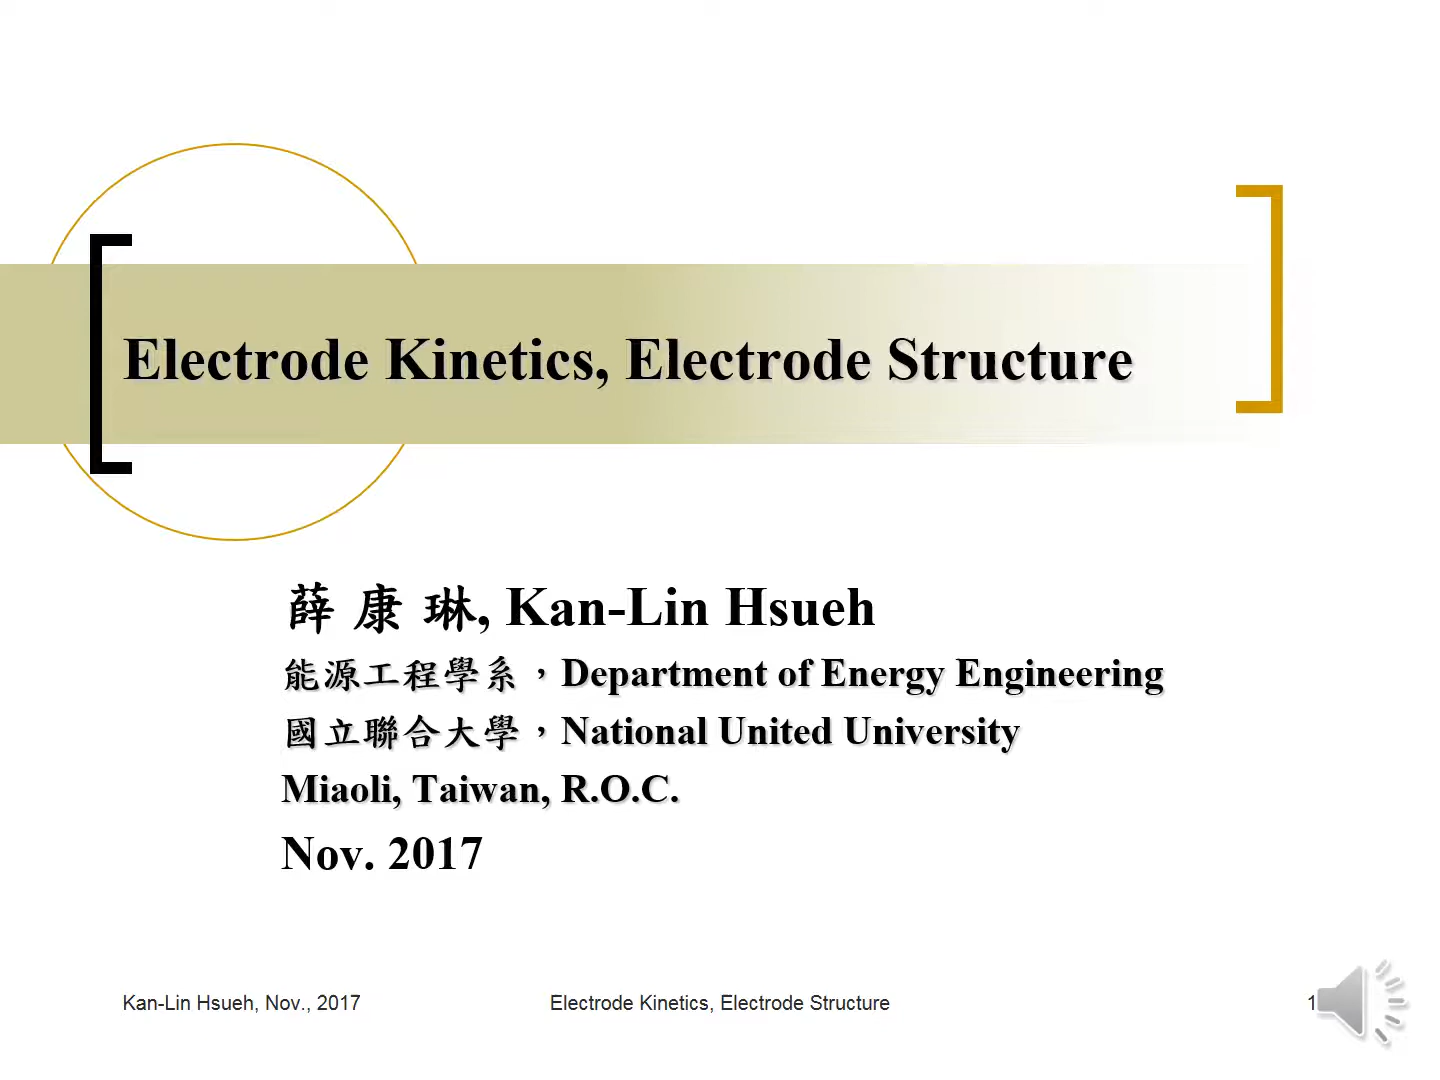 Electrode Kinetics, Electrode Structure
薛 康 琳, Kan-Lin Hsueh
能源工程學系，Department of Energy Engineering
國立聯合大學，National United University
Miaoli, Taiwan, R.O.C.
Nov. 2017
Kan-Lin Hsueh, Nov., 2017
Electrode Kinetics, Electrode Structure
1